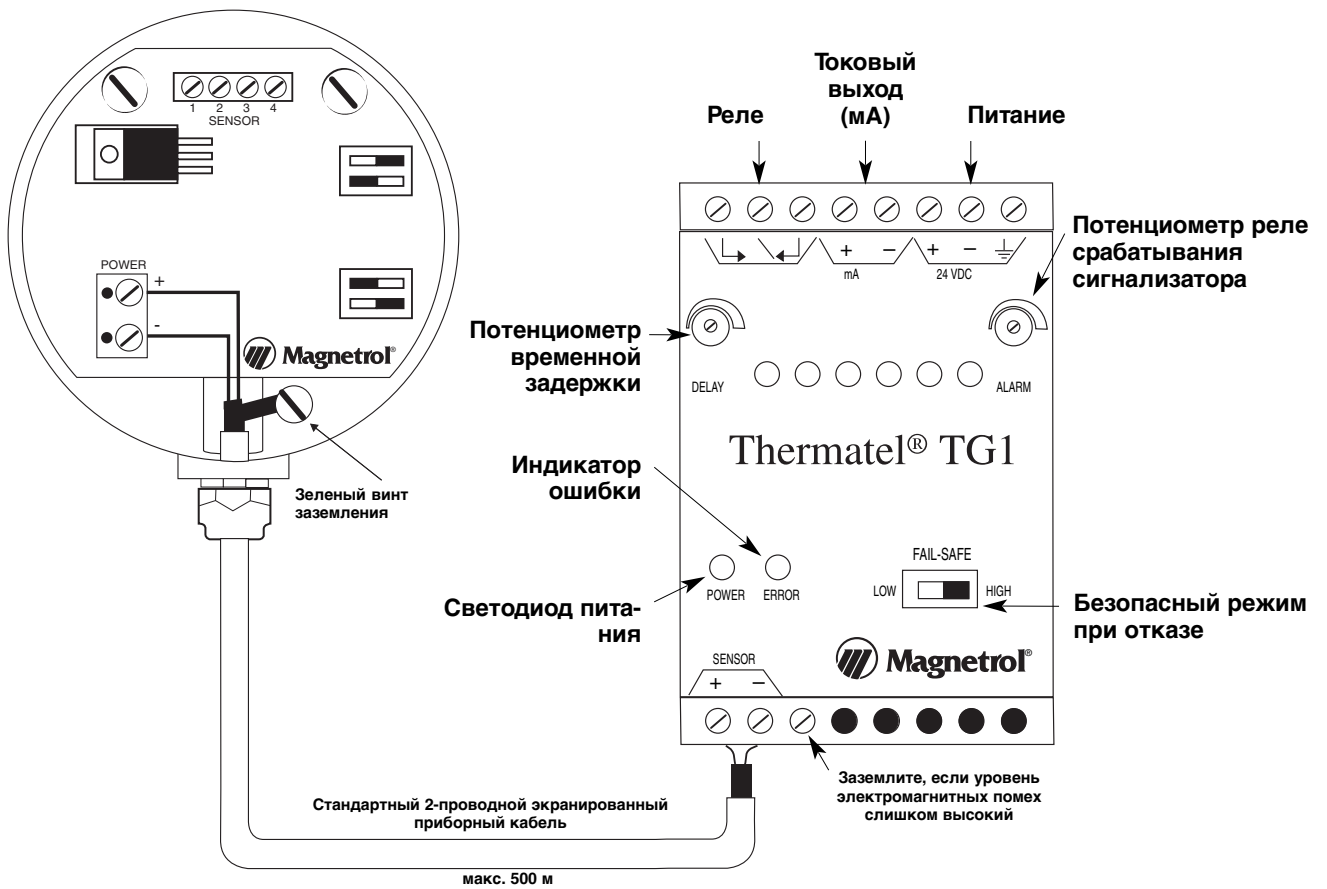 1 2 3 4
SENSOR
POWER
+
-
Magnetrol®
Зеленый винт
заземления
Реле
Токовый
выход
(мА)
Питание
+ − + −
mA 24 VDC
Потенциометр реле
срабатывания
сигнализатора
Потенциометр
временной
задержки
DELAY ALARM
Thermatel® TG1
Индикатор
ошибки
FAIL-SAFE
LOW HIGH
POWER ERROR
Светодиод пита-
ния
Безопасный режим
при отказе
SENSOR
+ −
Magnetrol®
Заземлите, если уровень
электромагнитных помех
слишком высокий
Стандартный 2-проводной экранированный
приборный кабель
макс. 500 м